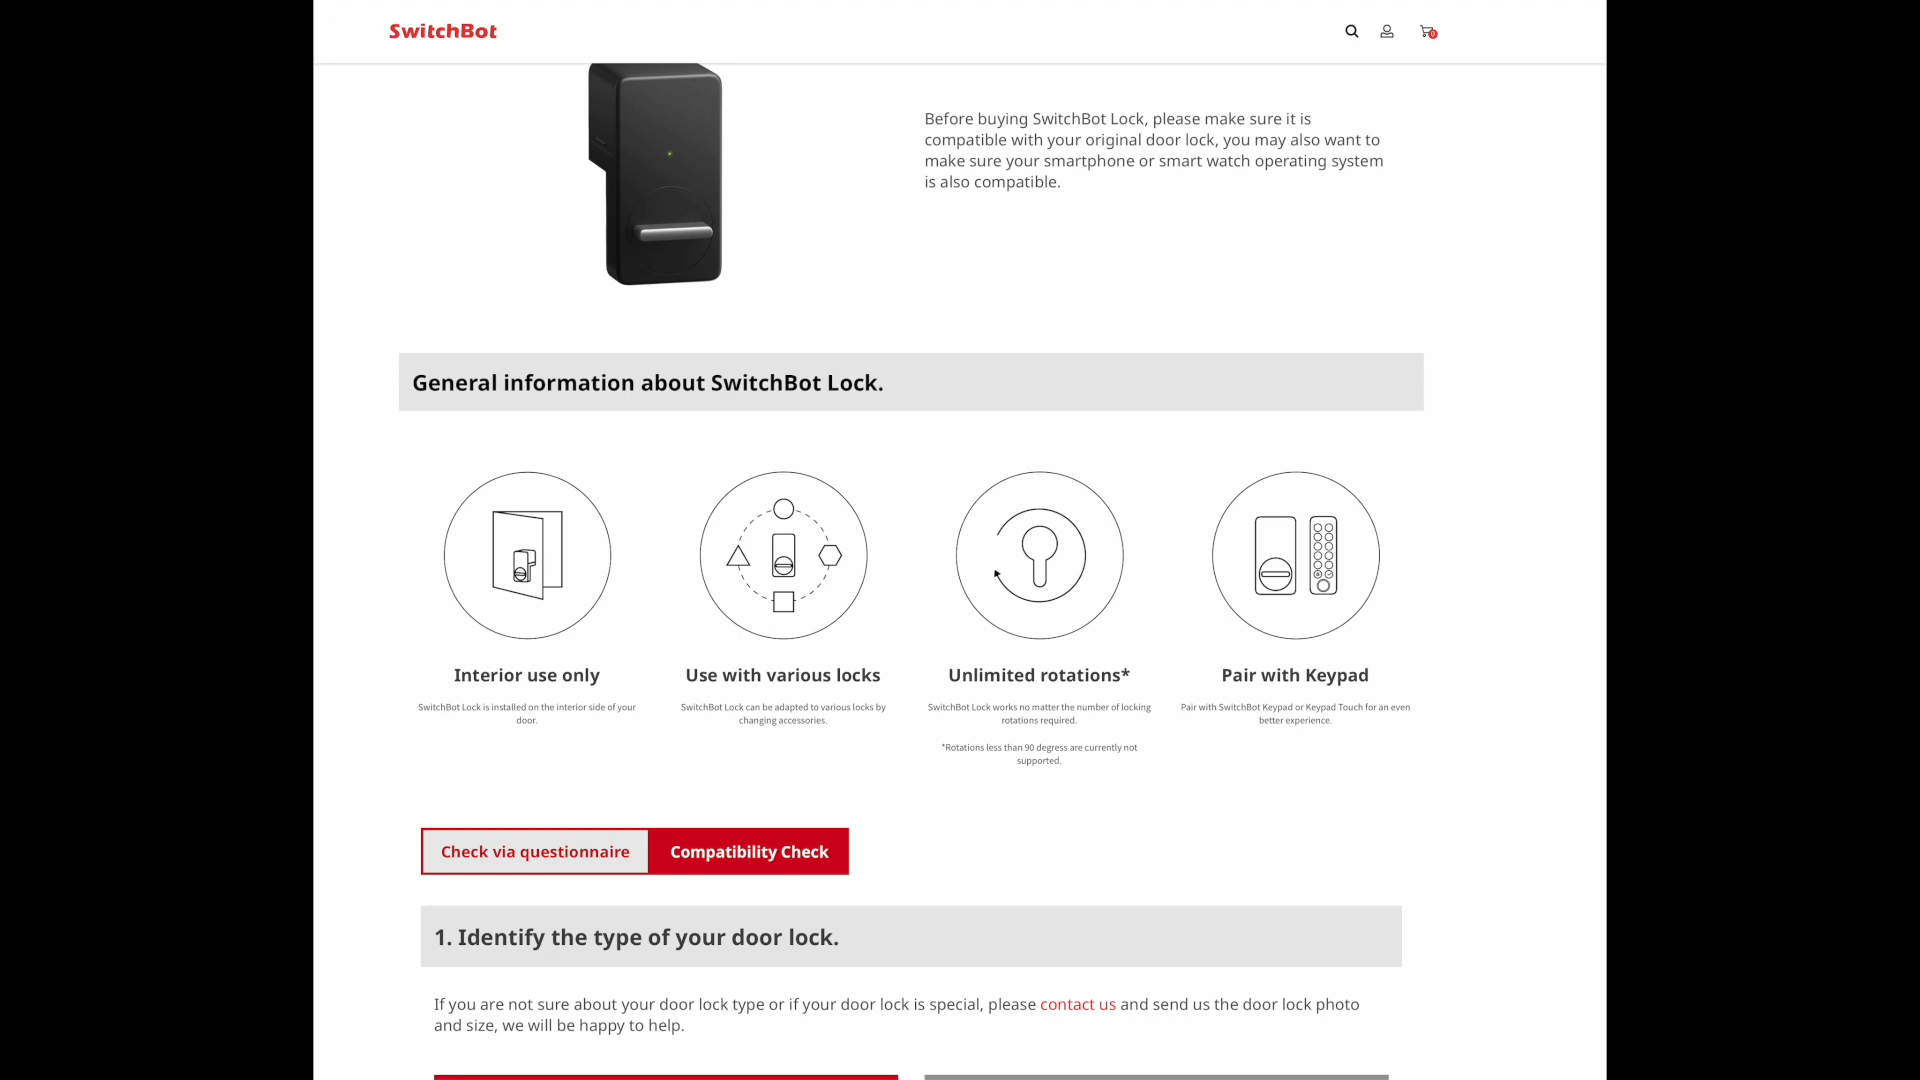 SwitchBot
0
Before buying SwitchBot Lock, please make sure it is
compatible with your original door lock, you may also want to
make sure your smartphone or smart watch operating system
is also compatible.
General information about SwitchBot Lock.
Interior use only
SwitchBot Lock is installed on the interior side of your
door.
Use with various locks
SwitchBot Lock can be adapted to various locks by
changing accessories.
Unlimited rotations*
SwitchBot Lock works no matter the number of locking
rotations required.
*Rotations less than 90 degress are currently not
supported.
Pair with Keypad
Pair with SwitchBot Keypad or Keypad Touch for an even
better experience.
Check via questionnaire
Compatibility Check
1. Identify the type of your door lock.
If you are not sure about your door lock type or if your door lock is special, please contact us and send us the door lock photo
and size, we will be happy to help.